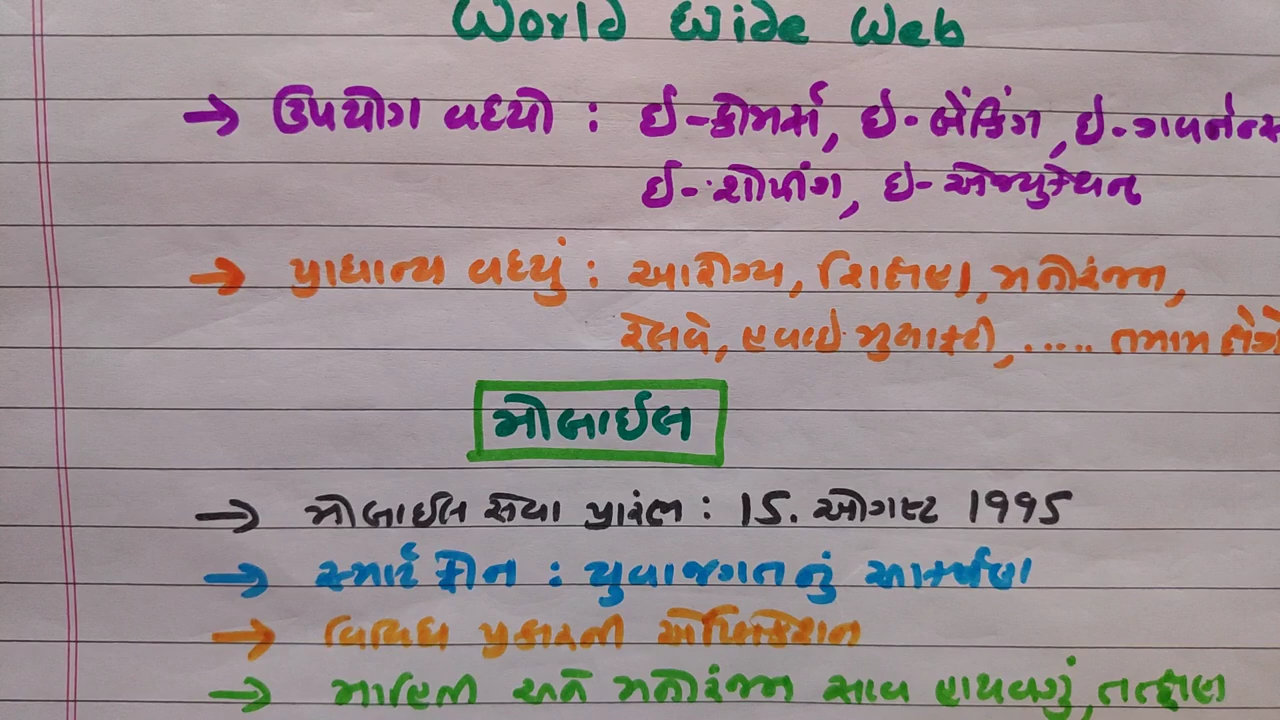 World Wide Web
→ ઉપયોગ વધ્યો : ઈ-કોમર્સ, ઈ-બેંકિંગ, ઈ-ગવર્નન્સ
ઈ-શોપીંગ, ઈ-એજ્યુકેશન
→ પ્રાધાન્ય વધ્યું : આરોગ્ય, શિક્ષણ, મનોરંજન,
રેલવે, હવાઈ મુસાફરી, ..... તમામ ક્ષેત્રે
મોબાઈલ
→ મોબાઈલ સેવા પ્રારંભ : 15. ઓગષ્ટ 1995
→ સ્માર્ટ ફોન : યુવાજગતનું આકર્ષણ
→ વિવિધ પ્રકારની એપ્લિકેશન
→ માહિતી અને મનોરંજન સાવ હાથવગું, તત્ક્ષણ